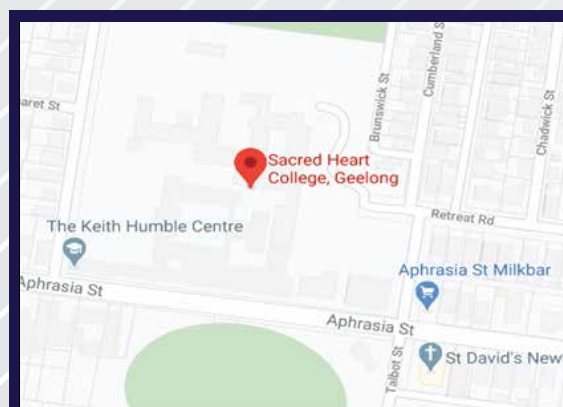 Cumberland S
Brunswick St
Chadwick St
aret St
Sacred Heart
College, Geelong
Retreat Rd
The Keith Humble Centre
Aphrasia St Milkbar
Aphrasia St
Aphrasia St
Talbot St
St David's New